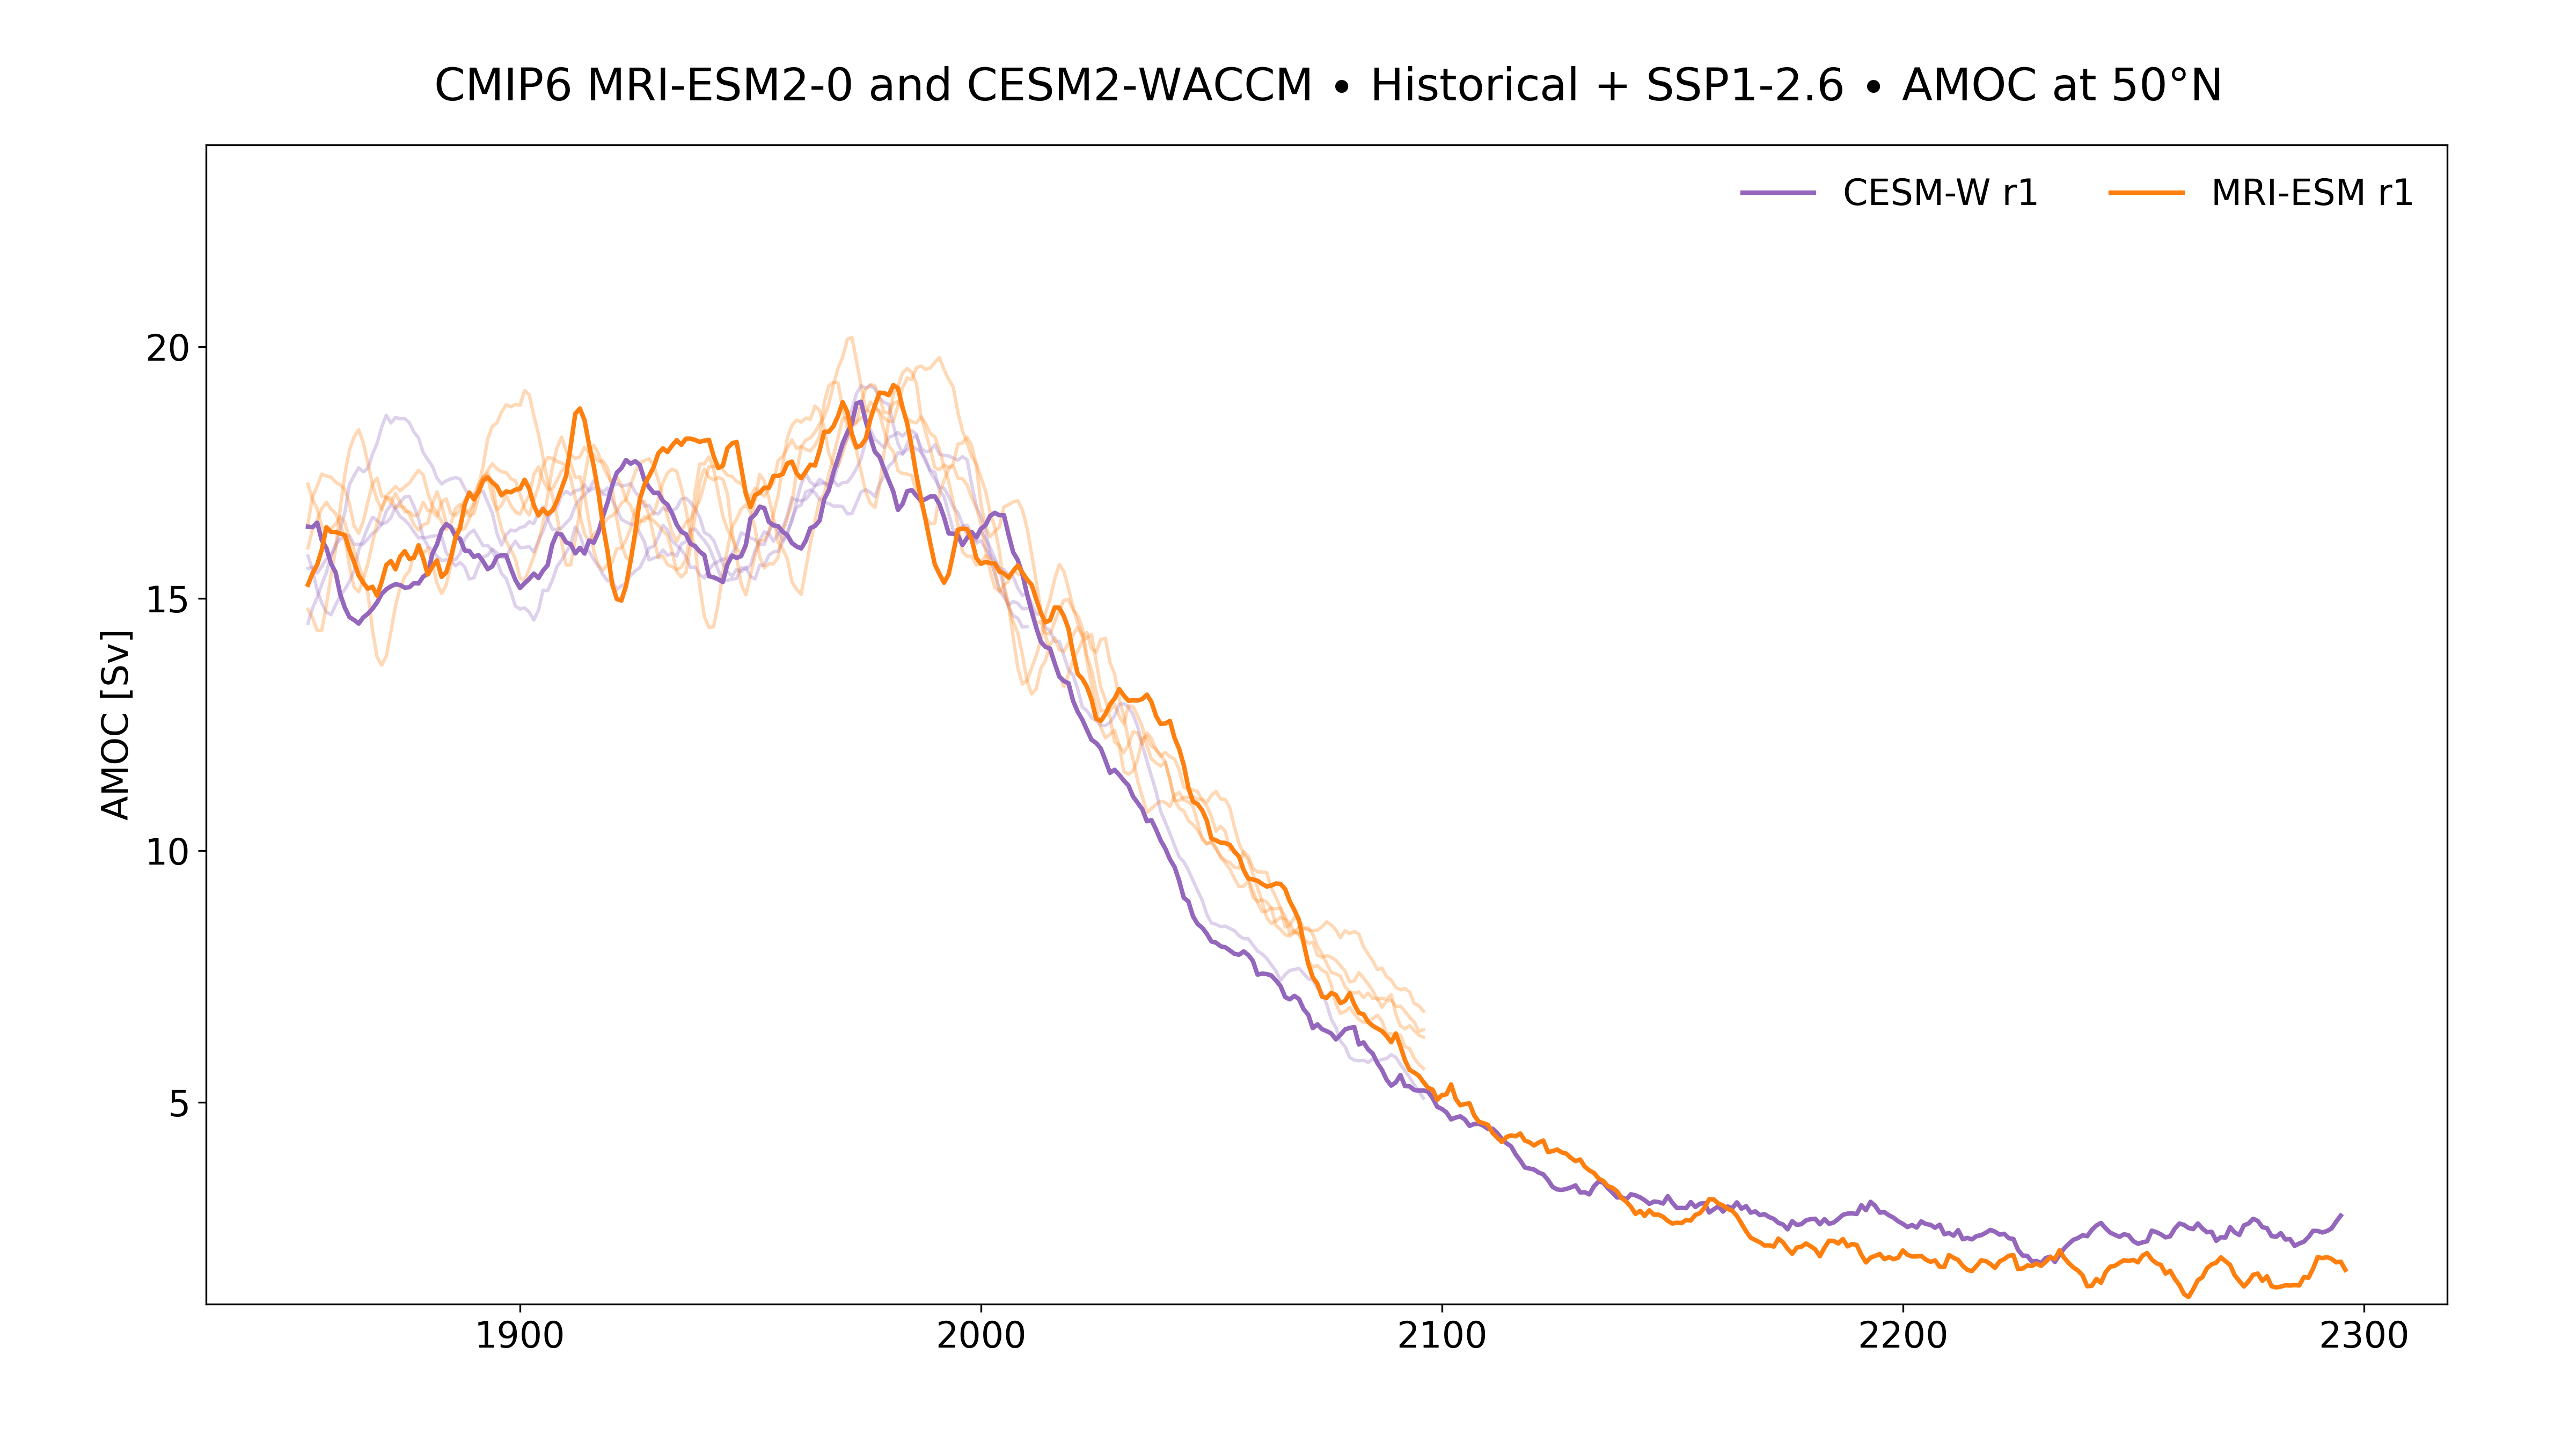 CMIP6 MRI-ESM2-0 and CESM2-WACCM • Historical + SSP1-2.6 • AMOC at 50°N
CESM-W r1
MRI-ESM r1
AMOC [Sv]
20
15
10
5
1900
2000
2100
2200
2300